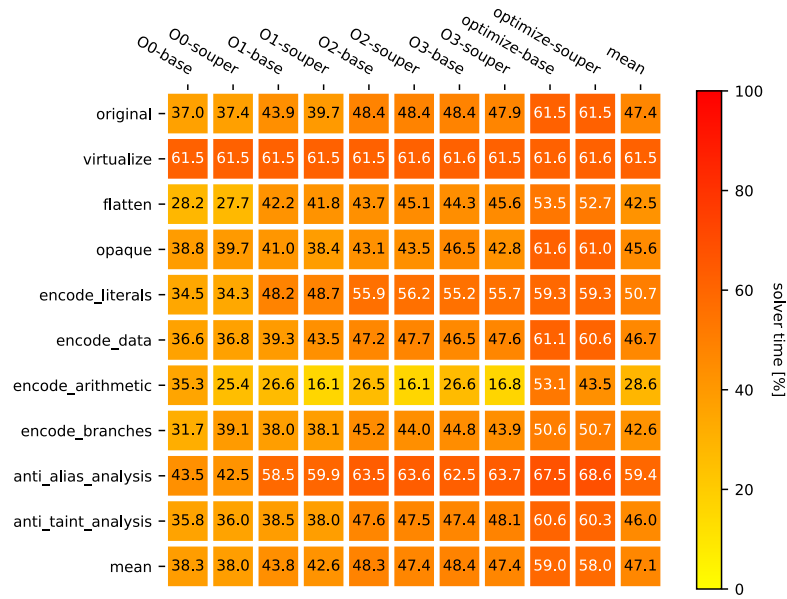 O0-base O0-souper O1-base O1-souper O2-base O2-souper O3-base O3-souper optimize-base optimize-souper mean
original 37.0 37.4 43.9 39.7 48.4 48.4 48.4 47.9 61.5 61.5 47.4
virtualize 61.5 61.5 61.5 61.5 61.5 61.6 61.6 61.5 61.6 61.6 61.5
flatten 28.2 27.7 42.2 41.8 43.7 45.1 44.3 45.6 53.5 52.7 42.5
opaque 38.8 39.7 41.0 38.4 43.1 43.5 46.5 42.8 61.6 61.0 45.6
encode_literals 34.5 34.3 48.2 48.7 55.9 56.2 55.2 55.7 59.3 59.3 50.7
encode_data 36.6 36.8 39.3 43.5 47.2 47.7 46.5 47.6 61.1 60.6 46.7
encode_arithmetic 35.3 25.4 26.6 16.1 26.5 16.1 26.6 16.8 53.1 43.5 28.6
encode_branches 31.7 39.1 38.0 38.1 45.2 44.0 44.8 43.9 50.6 50.7 42.6
anti_alias_analysis 43.5 42.5 58.5 59.9 63.5 63.6 62.5 63.7 67.5 68.6 59.4
anti_taint_analysis 35.8 36.0 38.5 38.0 47.6 47.5 47.4 48.1 60.6 60.3 46.0
mean 38.3 38.0 43.8 42.6 48.3 47.4 48.4 47.4 59.0 58.0 47.1
100
80
60
40
20
0
solver time [%]